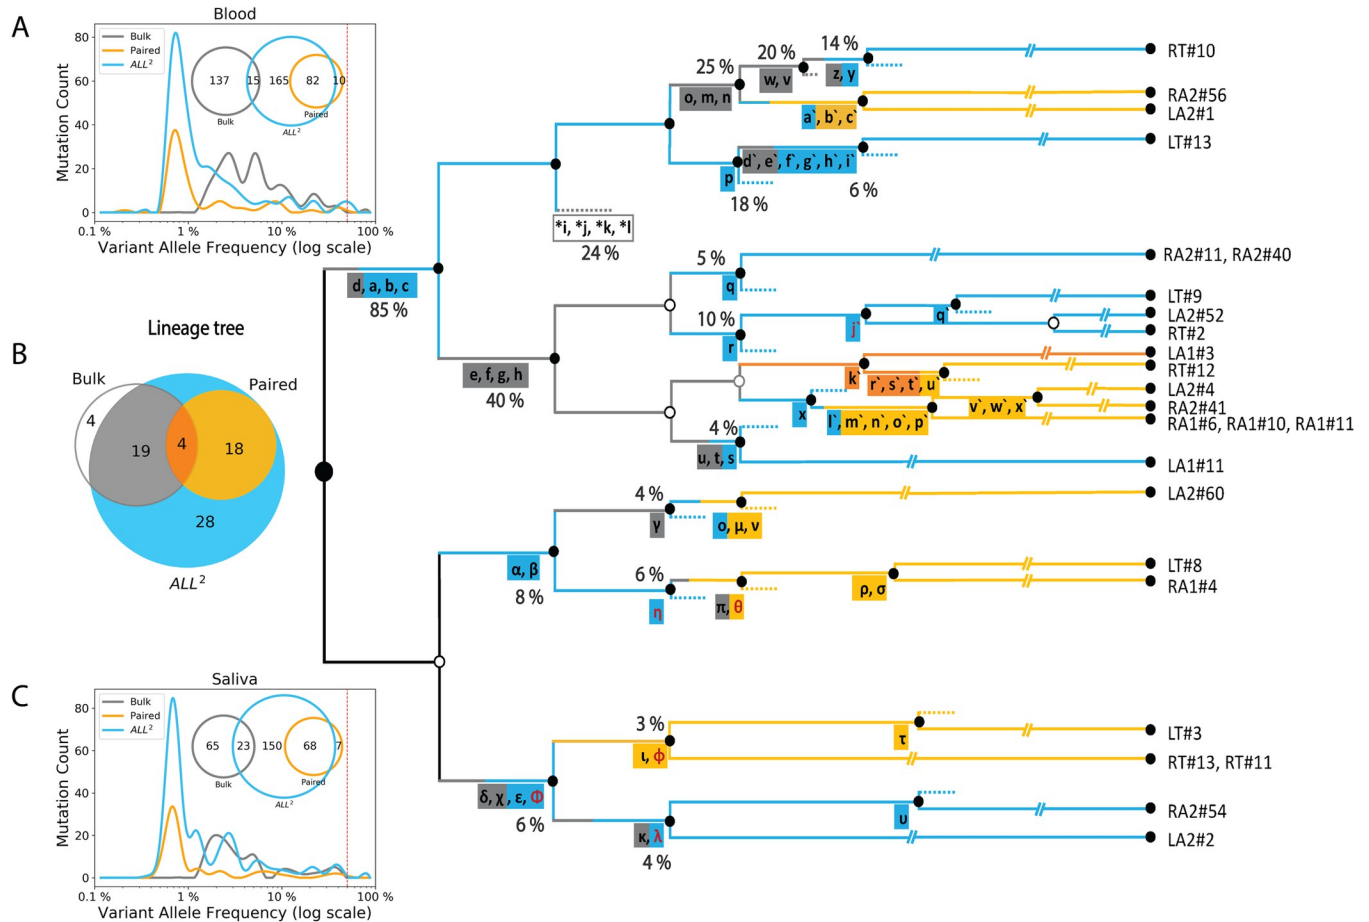 A
Blood
Bulk
Paired
ALL²
137
15
165
82
10
Bulk
Paired
ALL²
80
60
40
20
0
Mutation Count
0.1 %
1 %
10 %
100 %
Variant Allele Frequency (log scale)
B
Lineage tree
Bulk
Paired
4
19
4
18
28
ALL²
C
Saliva
Bulk
Paired
ALL²
65
23
150
68
7
Bulk
Paired
ALL²
80
60
40
20
0
Mutation Count
0.1 %
1 %
10 %
100 %
Variant Allele Frequency (log scale)
d, a, b, c
85 %
*i, *j, *k, *l
24 %
25 %
o, m, n
20 %
w, v
14 %
z, y
a`, b`, c`
p
18 %
d`, e`, f`, g`, h`, i`
6 %
e, f, g, h
40 %
5 %
q
10 %
r
j`
q`
k`
r`, s`, t`, u`
x
l`, m`, n`, o`, p`
v`, w`, x`
4 %
u, t, s
α, β
8 %
4 %
γ
ο, μ, ν
6 %
η
π, θ
ρ, σ
δ, χ, ε, Φ
6 %
3 %
ι, φ
τ
κ, λ
4 %
υ
RT#10
RA2#56
LA2#1
LT#13
RA2#11, RA2#40
LT#9
LA2#52
RT#2
LA1#3
RT#12
LA2#4
RA2#41
RA1#6, RA1#10, RA1#11
LA1#11
LA2#60
LT#8
RA1#4
LT#3
RT#13, RT#11
RA2#54
LA2#2